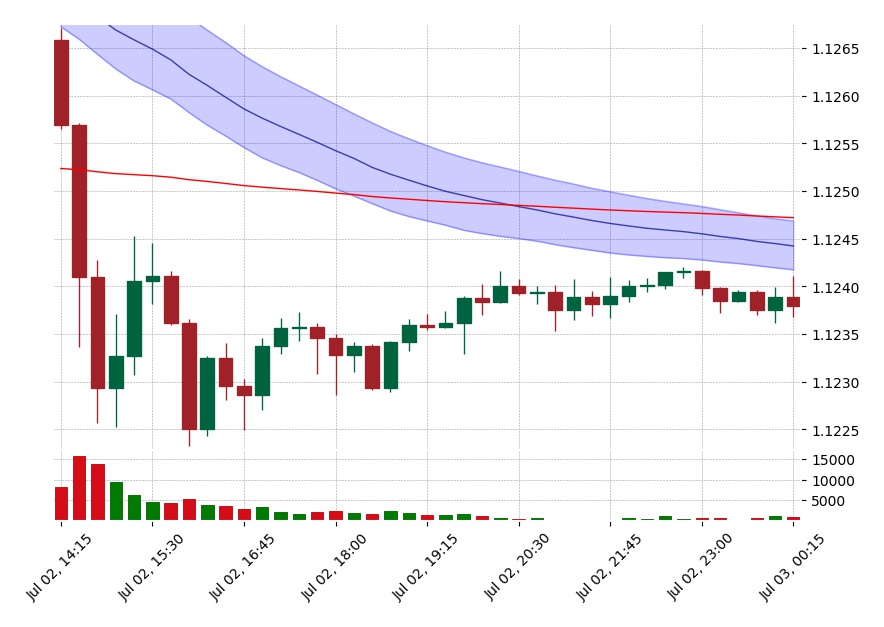 1.1265
1.1260
1.1255
1.1250
1.1245
1.1240
1.1235
1.1230
1.1225
15000
10000
5000
Jul 02, 14:15
Jul 02, 15:30
Jul 02, 16:45
Jul 02, 18:00
Jul 02, 19:15
Jul 02, 20:30
Jul 02, 21:45
Jul 02, 23:00
Jul 03, 00:15